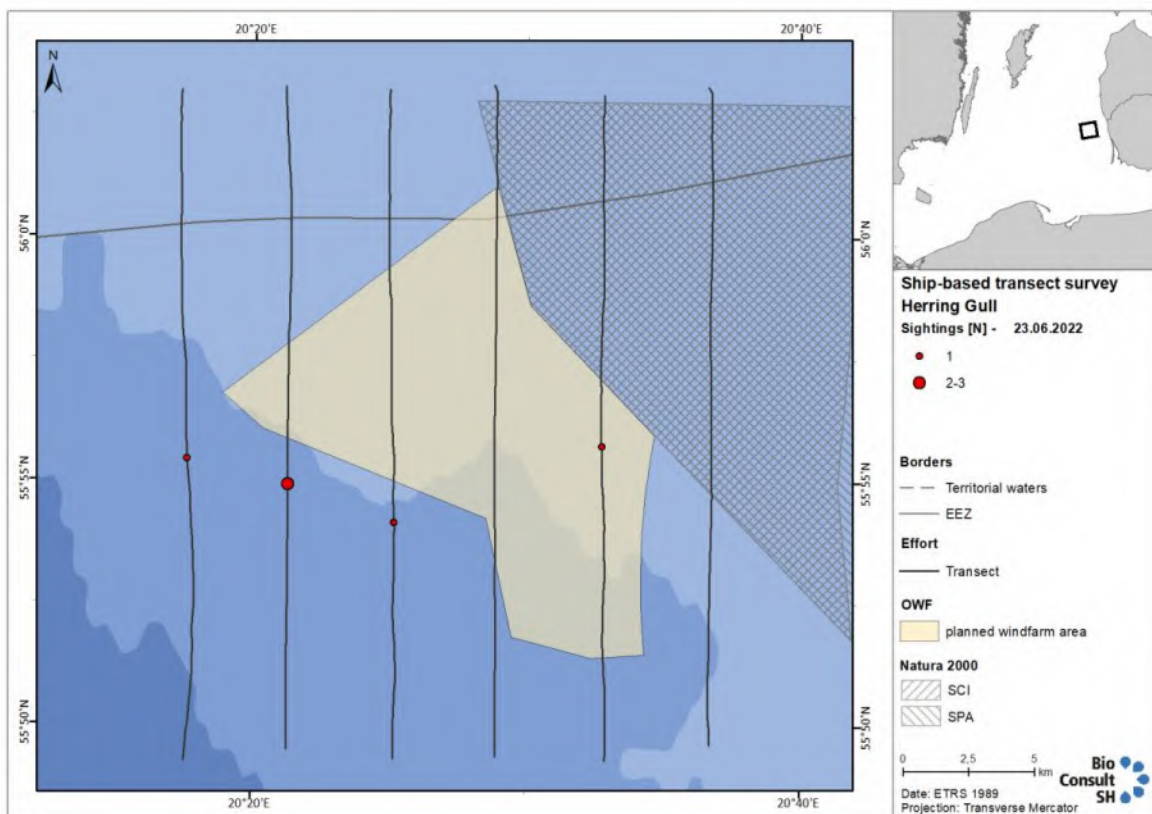 20°20'E
20°40'E
N
56°0'N
56°0'N
55°55'N
55°55'N
55°50'N
55°50'N
20°20'E
20°40'E
Ship-based transect survey
Herring Gull
Sightings [N] - 23.06.2022
1
2-3
Borders
Territorial waters
EEZ
Effort
Transect
OWF
planned windfarm area
Natura 2000
SCI
SPA
0 2,5 5
km
Date: ETRS 1989
Projection: Transverse Mercator
Bio
Consult
SH